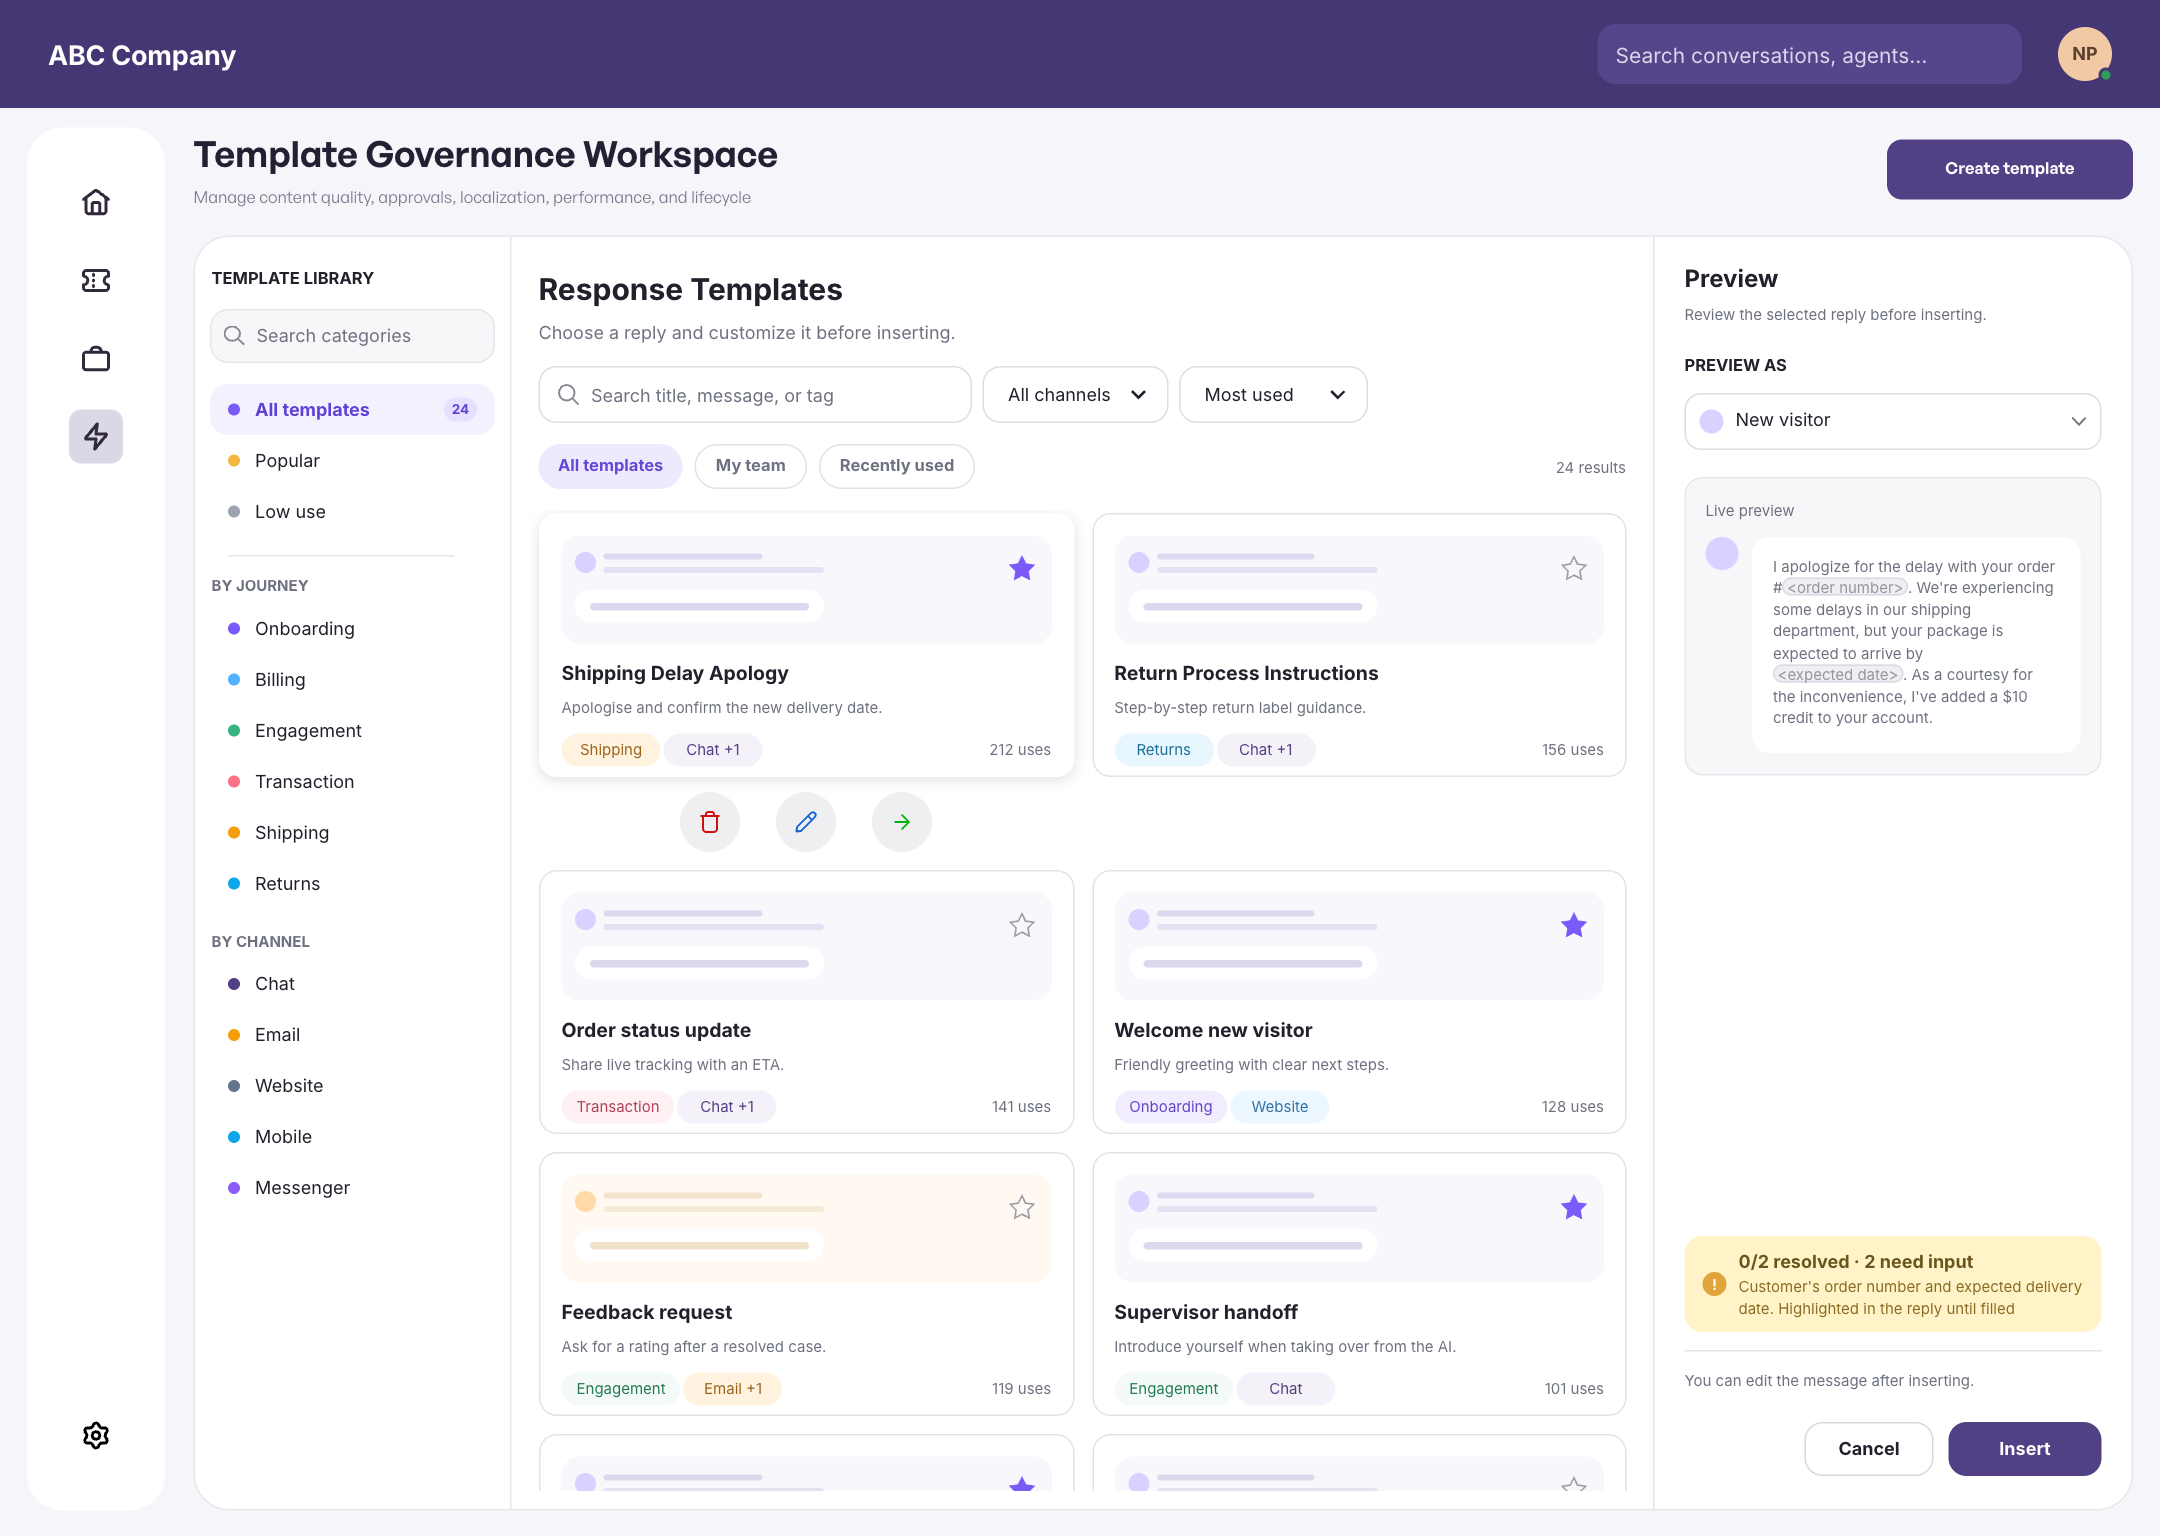 ABC Company
Search conversations, agents...
NP
Template Governance Workspace
Manage content quality, approvals, localization, performance, and lifecycle
Create template
TEMPLATE LIBRARY
Search categories
All templates 24
Popular
Low use
BY JOURNEY
Onboarding
Billing
Engagement
Transaction
Shipping
Returns
BY CHANNEL
Chat
Email
Website
Mobile
Messenger
Response Templates
Choose a reply and customize it before inserting.
Search title, message, or tag
All channels
Most used
All templates
My team
Recently used
24 results
Shipping Delay Apology
Apologise and confirm the new delivery date.
Shipping Chat +1 212 uses
Return Process Instructions
Step-by-step return label guidance.
Returns Chat +1 156 uses
Order status update
Share live tracking with an ETA.
Transaction Chat +1 141 uses
Welcome new visitor
Friendly greeting with clear next steps.
Onboarding Website 128 uses
Feedback request
Ask for a rating after a resolved case.
Engagement Email +1 119 uses
Supervisor handoff
Introduce yourself when taking over from the AI.
Engagement Chat 101 uses
Preview
Review the selected reply before inserting.
PREVIEW AS
New visitor
Live preview
I apologize for the delay with your order
#<order number>. We're experiencing
some delays in our shipping
department, but your package is
expected to arrive by
<expected date>. As a courtesy for
the inconvenience, I've added a $10
credit to your account.
0/2 resolved · 2 need input
Customer's order number and expected delivery
date. Highlighted in the reply until filled
You can edit the message after inserting.
Cancel
Insert